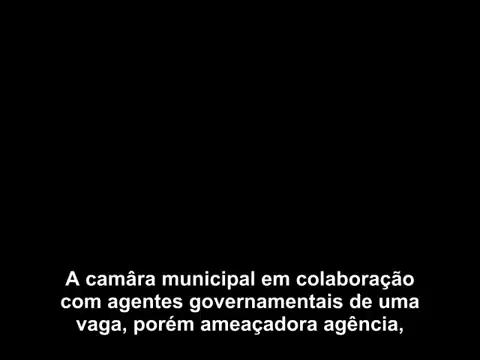 A camâra municipal em colaboração
com agentes governamentais de uma
vaga, porém ameaçadora agência,